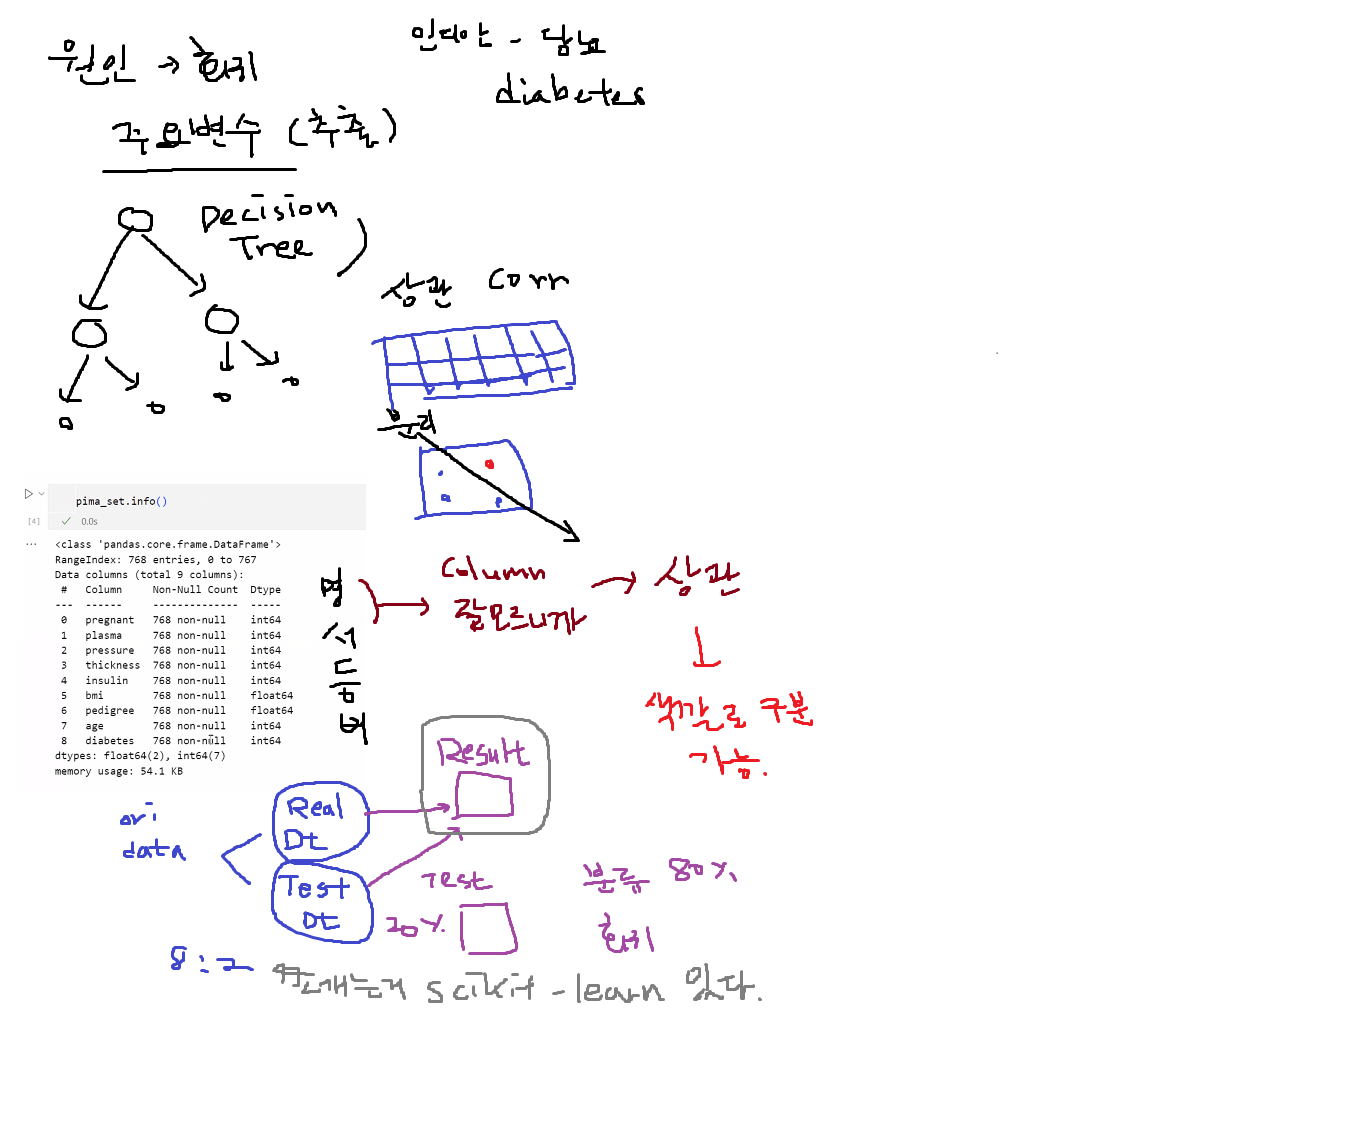 원인 → 회귀
인디안 - 당뇨
diabetes
주요변수 (추출)
Decision
Tree
상관 Corr
분리
pima_set.info()
[4] 0.0s
<class 'pandas.core.frame.DataFrame'>
RangeIndex: 768 entries, 0 to 767
Data columns (total 9 columns):
# Column Non-Null Count Dtype
--- ------ -------------- -----
0 pregnant 768 non-null int64
1 plasma 768 non-null int64
2 pressure 768 non-null int64
3 thickness 768 non-null int64
4 insulin 768 non-null int64
5 bmi 768 non-null float64
6 pedigree 768 non-null float64
7 age 768 non-null int64
8 diabetes 768 non-null int64
dtypes: float64(2), int64(7)
memory usage: 54.1 KB
Column
잘모르니까
→ 상관
색깔로 구분
가능.
Result
ori
data
Real
Dt
Test
Dt
Test
20%
분류 80%
회귀
8:2
쪼개는거 scikit-learn 있다.